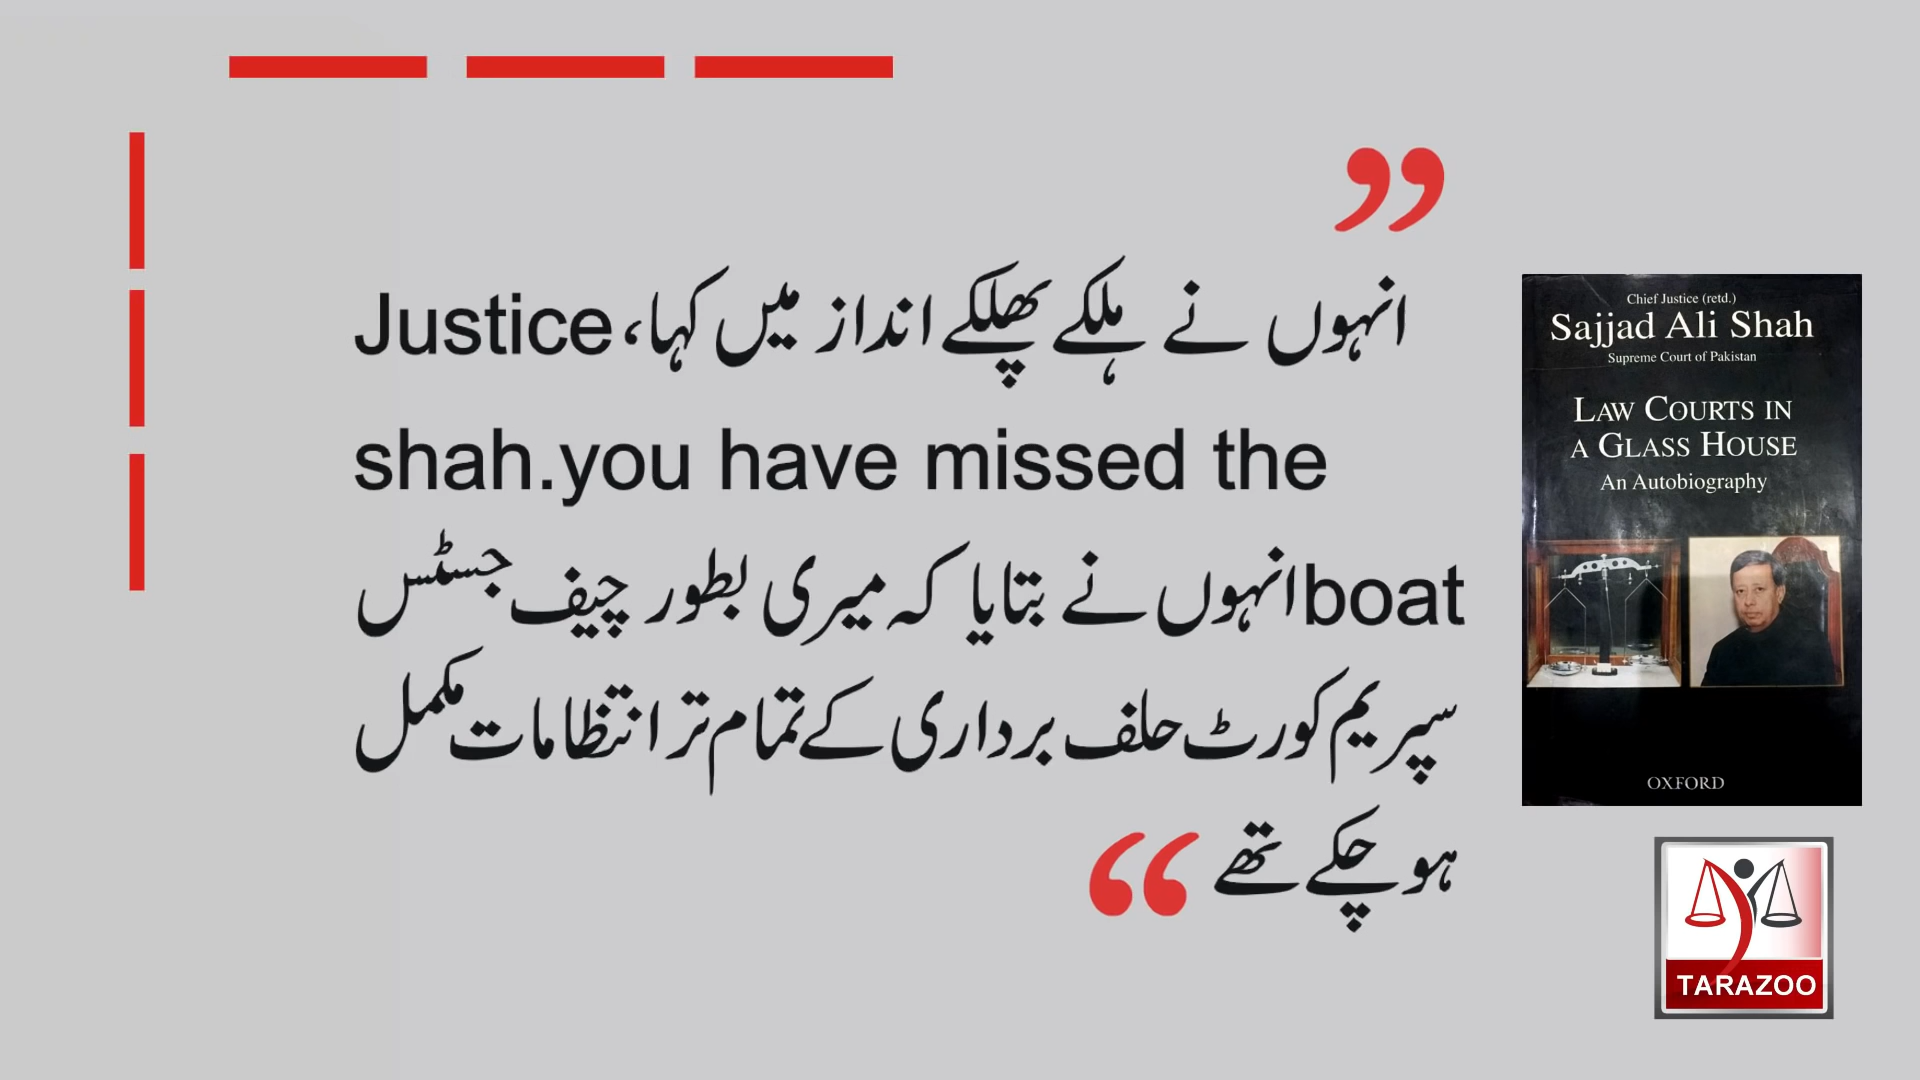 ”
انہوں نے ہلکے پھلکے انداز میں کہا، Justice
shah.you have missed the
boat انہوں نے بتایا کہ میری بطور چیف جسٹس
سپریم کورٹ حلف برداری کے تمام تر انتظامات مکمل
ہو چکے تھے “
Chief Justice (retd.)
Sajjad Ali Shah
Supreme Court of Pakistan
LAW COURTS IN
A GLASS HOUSE
An Autobiography
OXFORD
TARAZOO